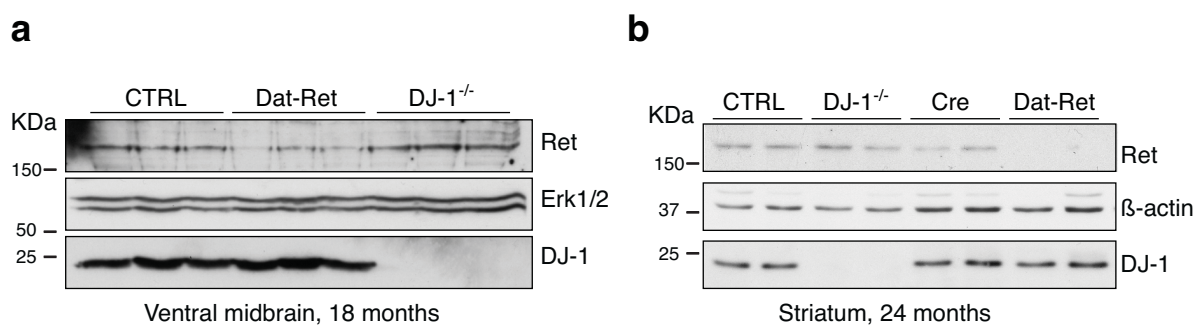 a
CTRL Dat-Ret DJ-1-/-
KDa
Ret
150
Erk1/2
50
25
DJ-1
Ventral midbrain, 18 months
b
CTRL DJ-1-/- Cre Dat-Ret
KDa
150
Ret
37
ß-actin
25
DJ-1
Striatum, 24 months